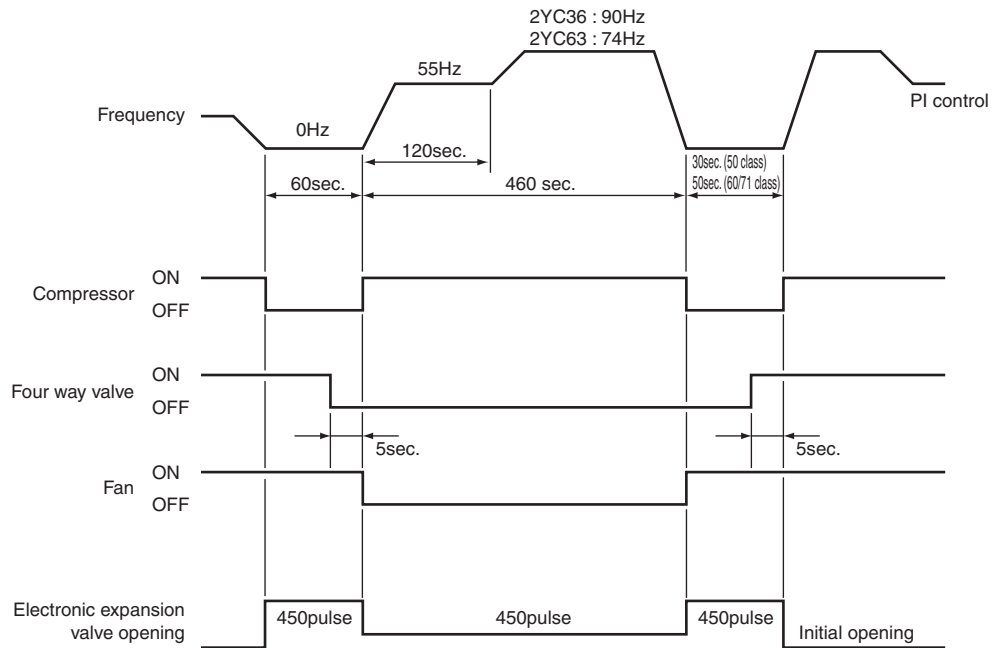 2YC36 : 90Hz
2YC63 : 74Hz
55Hz
Frequency
0Hz
PI control
120sec.
30sec. (50 class)
60sec.
460 sec.
50sec. (60/71 class)
Compressor
ON
OFF
Four way valve
ON
OFF
5sec.
5sec.
Fan
ON
OFF
Electronic expansion
valve opening
450pulse
450pulse
450pulse
Initial opening